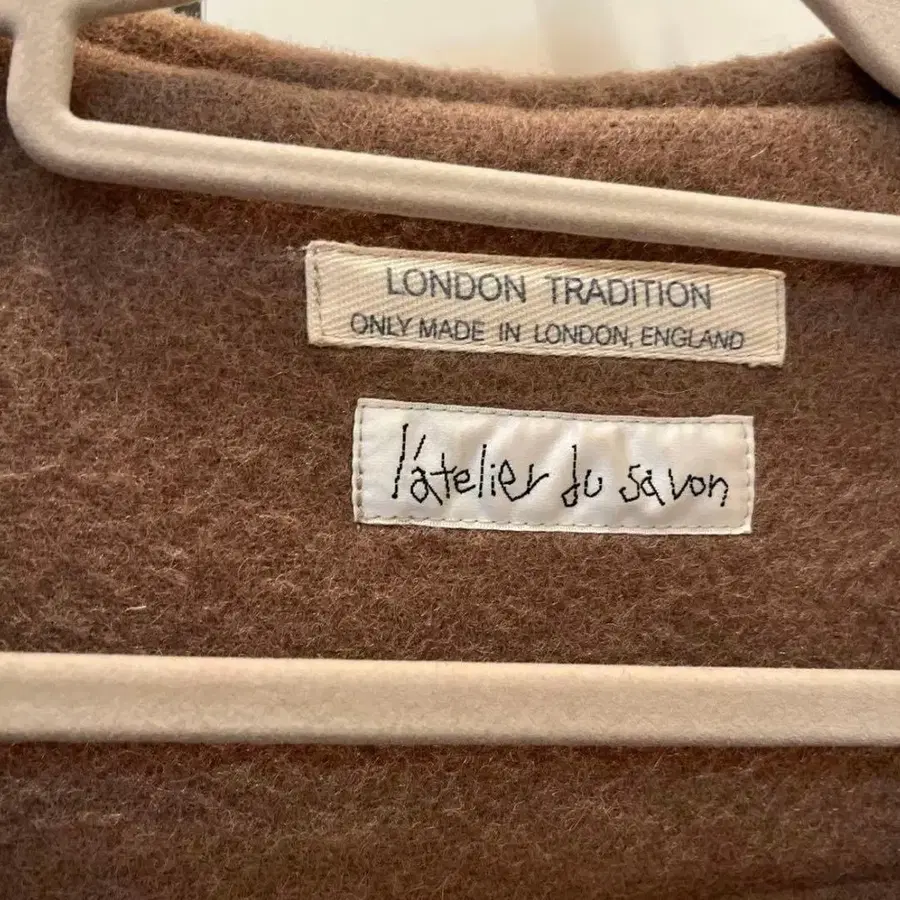 LONDON TRADITION
ONLY MADE IN LONDON, ENGLAND
l'atelier du savon